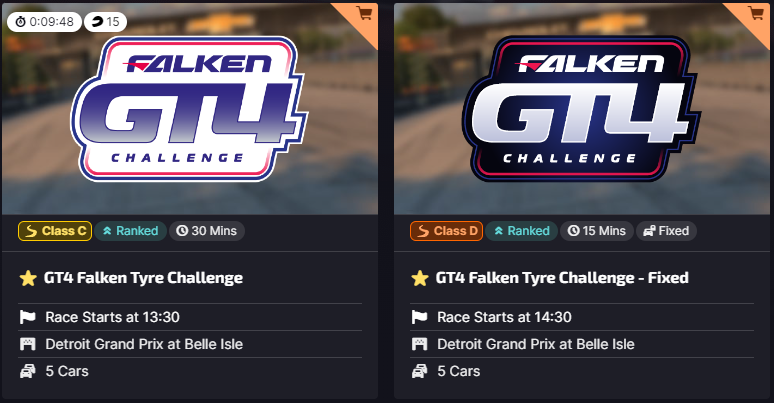 0:09:48
15
FALKEN
GT4
CHALLENGE
Class C
Ranked
30 Mins
GT4 Falken Tyre Challenge
Race Starts at 13:30
Detroit Grand Prix at Belle Isle
5 Cars
FALKEN
GT4
CHALLENGE
Class D
Ranked
15 Mins
Fixed
GT4 Falken Tyre Challenge - Fixed
Race Starts at 14:30
Detroit Grand Prix at Belle Isle
5 Cars